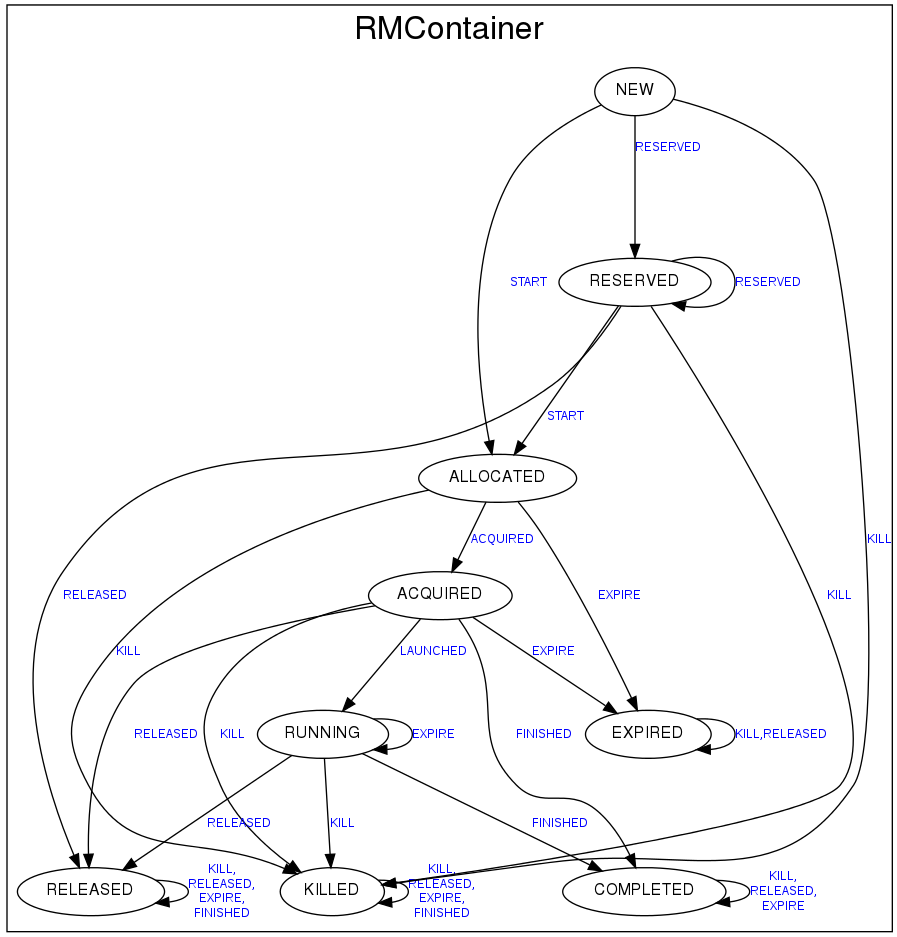 RMContainer
NEW
RESERVED
START
RESERVED
RESERVED
START
ALLOCATED
ACQUIRED
KILL
RELEASED
ACQUIRED
EXPIRE
KILL
KILL
LAUNCHED
EXPIRE
RELEASED
KILL
RUNNING
EXPIRE
FINISHED
EXPIRED
KILL,RELEASED
RELEASED
KILL
FINISHED
RELEASED
KILL,
RELEASED,
EXPIRE,
FINISHED
KILLED
KILL,
RELEASED,
EXPIRE,
FINISHED
COMPLETED
KILL,
RELEASED,
EXPIRE